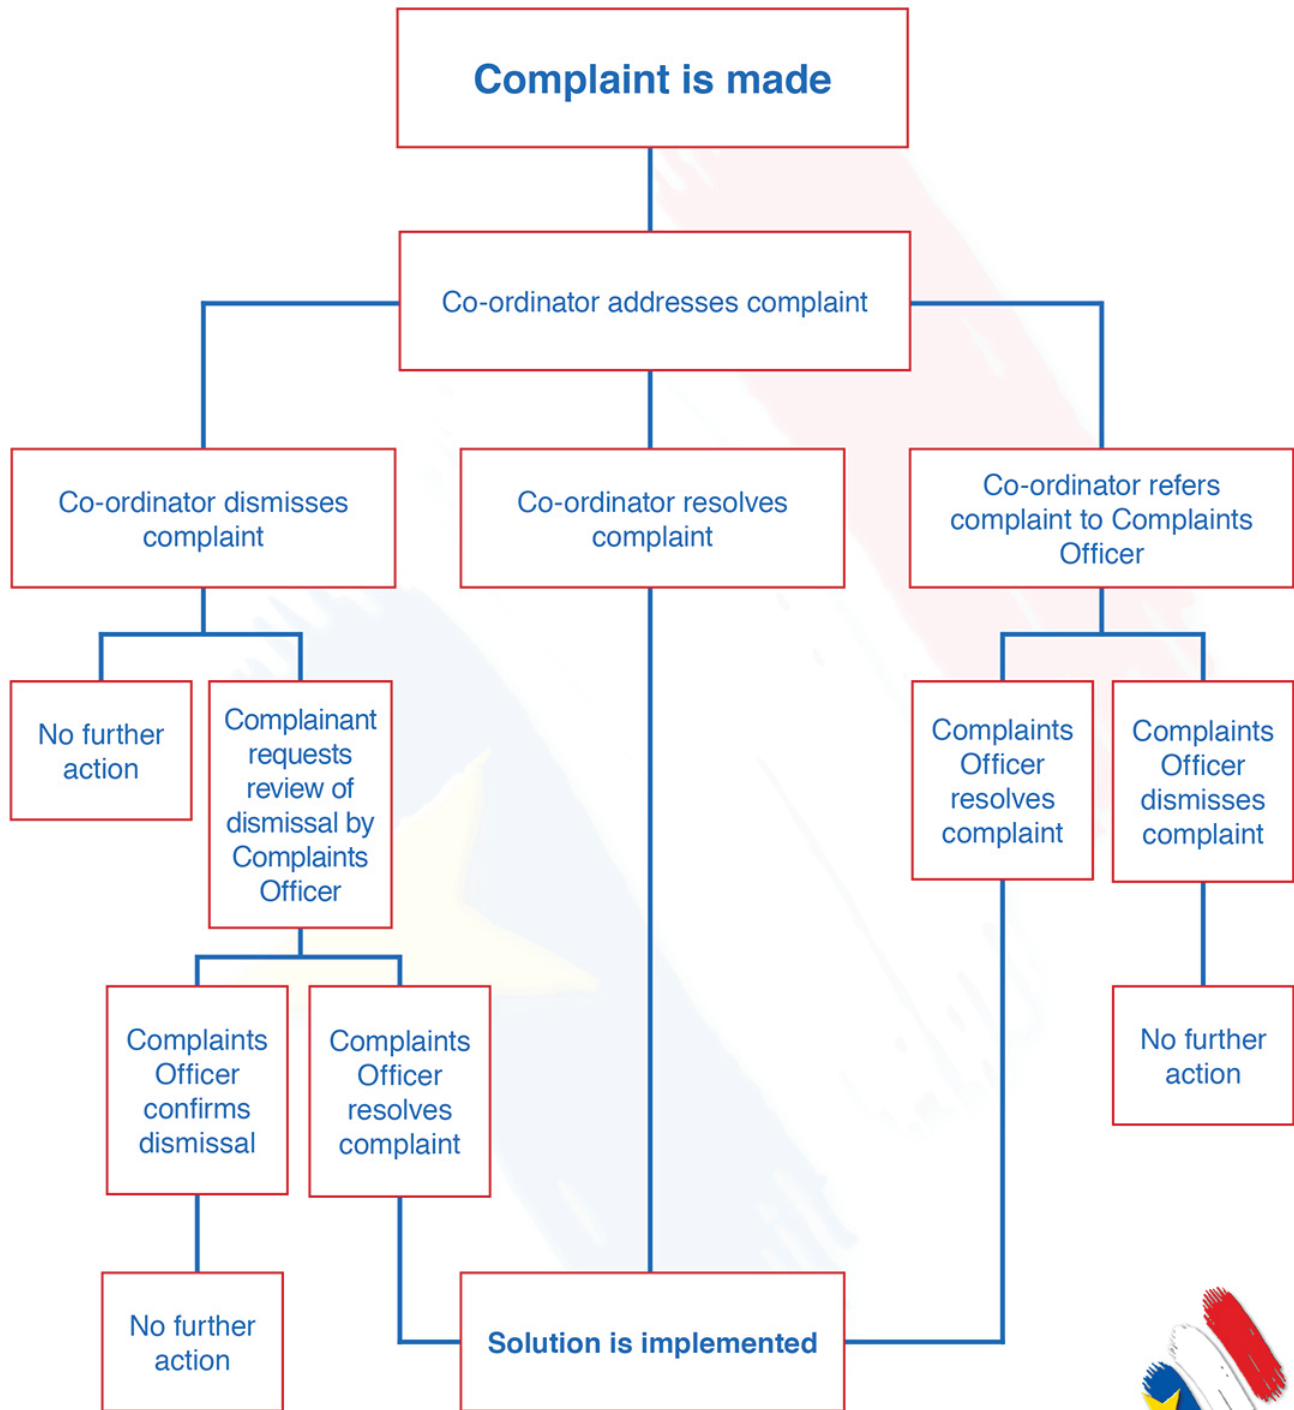 Complaint is made
Co-ordinator addresses complaint
Co-ordinator dismisses
complaint
Co-ordinator resolves
complaint
Co-ordinator refers
complaint to Complaints
Officer
No further
action
Complainant
requests
review of
dismissal by
Complaints
Officer
Complaints
Officer
resolves
complaint
Complaints
Officer
dismisses
complaint
Complaints
Officer
confirms
dismissal
Complaints
Officer
resolves
complaint
No further
action
No further
action
Solution is implemented